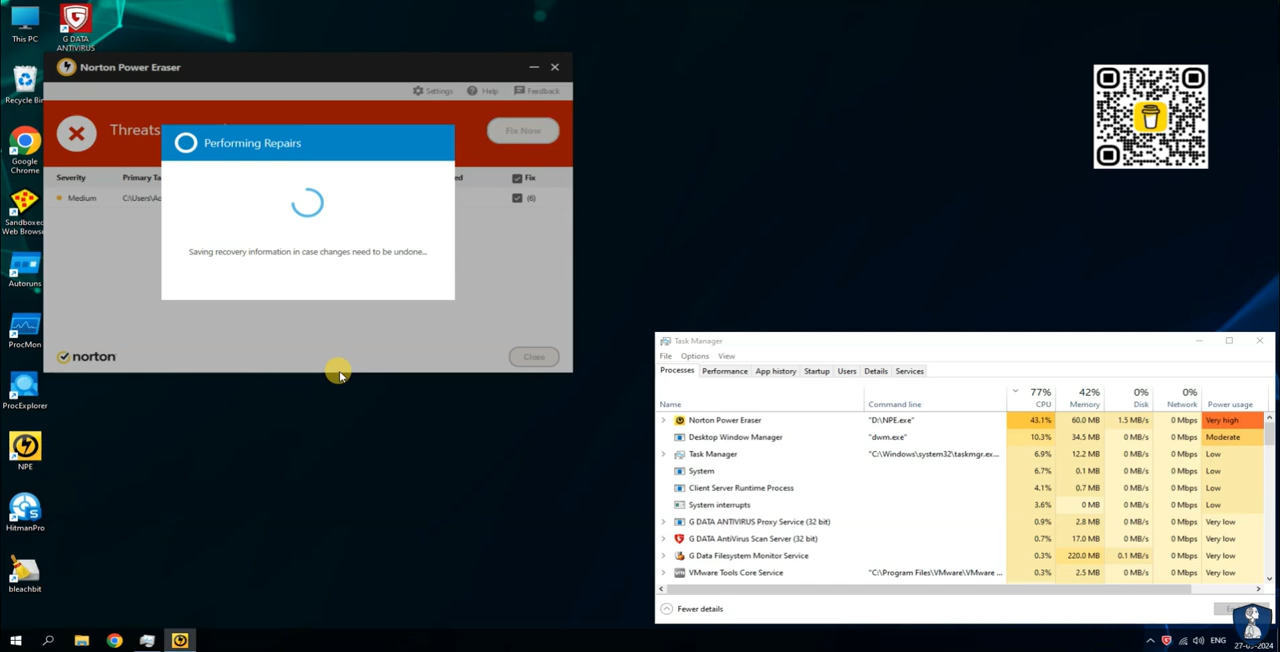 This PC
G DATA
ANTIVIRUS
Recycle Bin
Google
Chrome
Sandboxed
Web Browse
Autoruns
ProcMon
ProcExplorer
NPE
HitmanPro
bleachbit
Norton Power Eraser
Settings Help Feedback
Threats
Fix Now
Performing Repairs
Severity Primary Ta ed Fix
Medium C:\Users\Ac (6)
Saving recovery information in case changes need to be undone...
norton
Close
Task Manager
File Options View
Processes Performance App history Startup Users Details Services
77% 42% 0% 0%
Name Command line CPU Memory Disk Network Power usage
Norton Power Eraser "D:\NPE.exe" 43.1% 60.0 MB 1.5 MB/s 0 Mbps Very high
Desktop Window Manager "dwm.exe" 10.3% 34.5 MB 0 MB/s 0 Mbps Moderate
Task Manager "C:\Windows\system32\taskmgr.ex... 6.9% 12.2 MB 0 MB/s 0 Mbps Low
System 6.7% 0.1 MB 0 MB/s 0 Mbps Low
Client Server Runtime Process 4.1% 0.7 MB 0 MB/s 0 Mbps Low
System interrupts 3.6% 0 MB 0 MB/s 0 Mbps Low
G DATA ANTIVIRUS Proxy Service (32 bit) 0.9% 2.8 MB 0 MB/s 0 Mbps Very low
G DATA AntiVirus Scan Server (32 bit) 0.7% 17.0 MB 0 MB/s 0 Mbps Very low
G Data Filesystem Monitor Service 0.3% 220.0 MB 0.1 MB/s 0 Mbps Very low
VMware Tools Core Service "C:\Program Files\VMware\VMware ... 0.3% 2.5 MB 0 MB/s 0 Mbps Very low
Fewer details
ENG